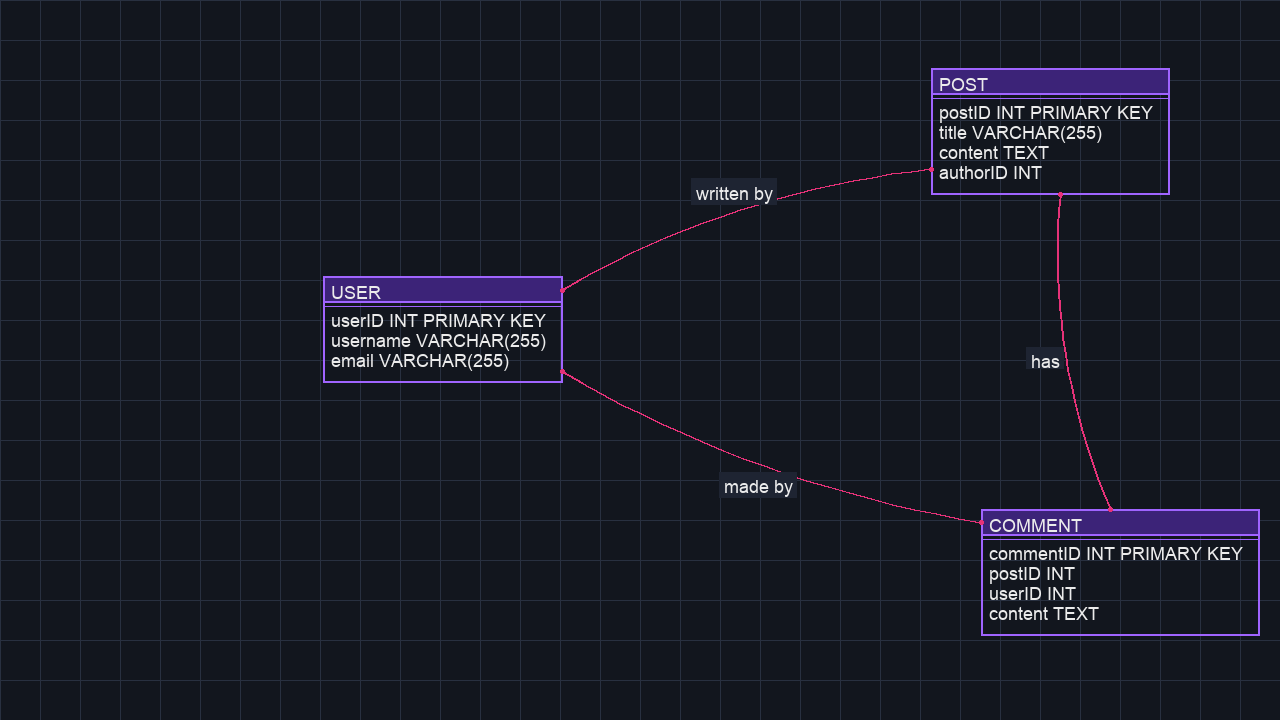 POST
postID INT PRIMARY KEY
title VARCHAR(255)
content TEXT
authorID INT
written by
USER
userID INT PRIMARY KEY
username VARCHAR(255)
email VARCHAR(255)
has
made by
COMMENT
commentID INT PRIMARY KEY
postID INT
userID INT
content TEXT